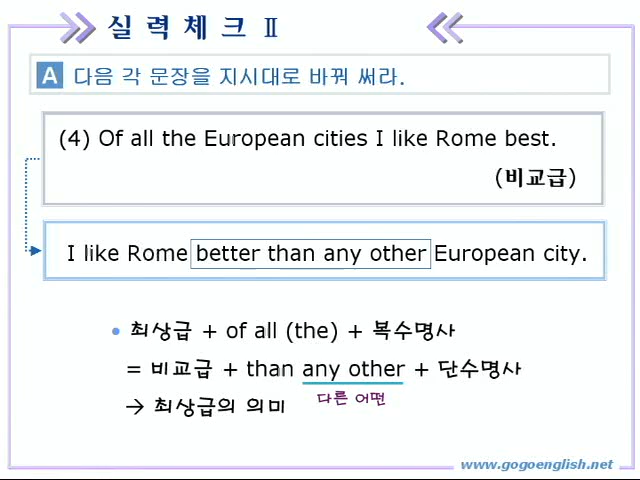 실력체크 Ⅱ
A 다음 각 문장을 지시대로 바꿔 써라.
(4) Of all the European cities I like Rome best.
(비교급)
I like Rome better than any other European city.
• 최상급 + of all (the) + 복수명사
= 비교급 + than any other + 단수명사
다른 어떤
→ 최상급의 의미
www.gogoenglish.net